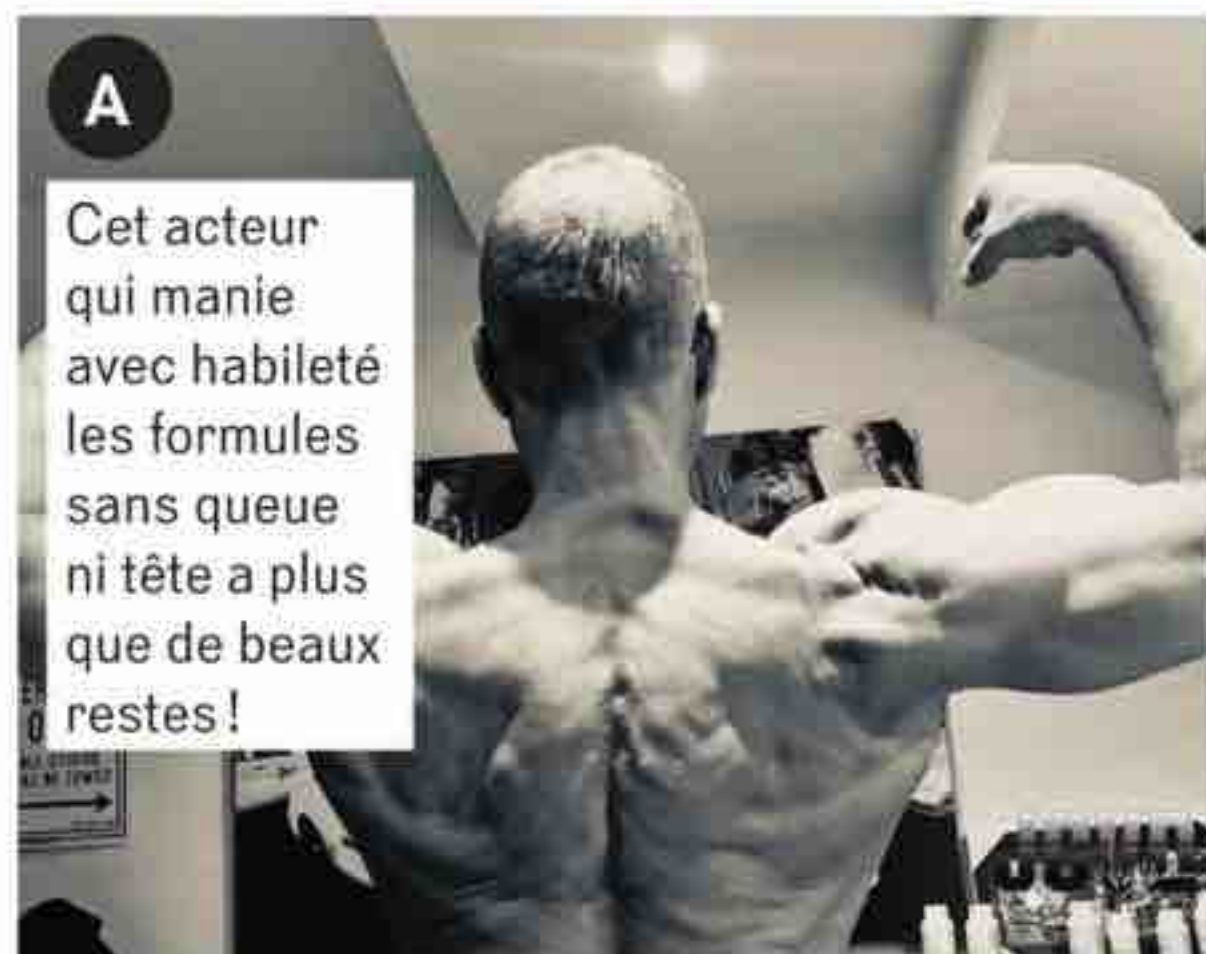 A
Cet acteur
qui manie
avec habileté
les formules
sans queue
ni tête a plus
que de beaux
restes !